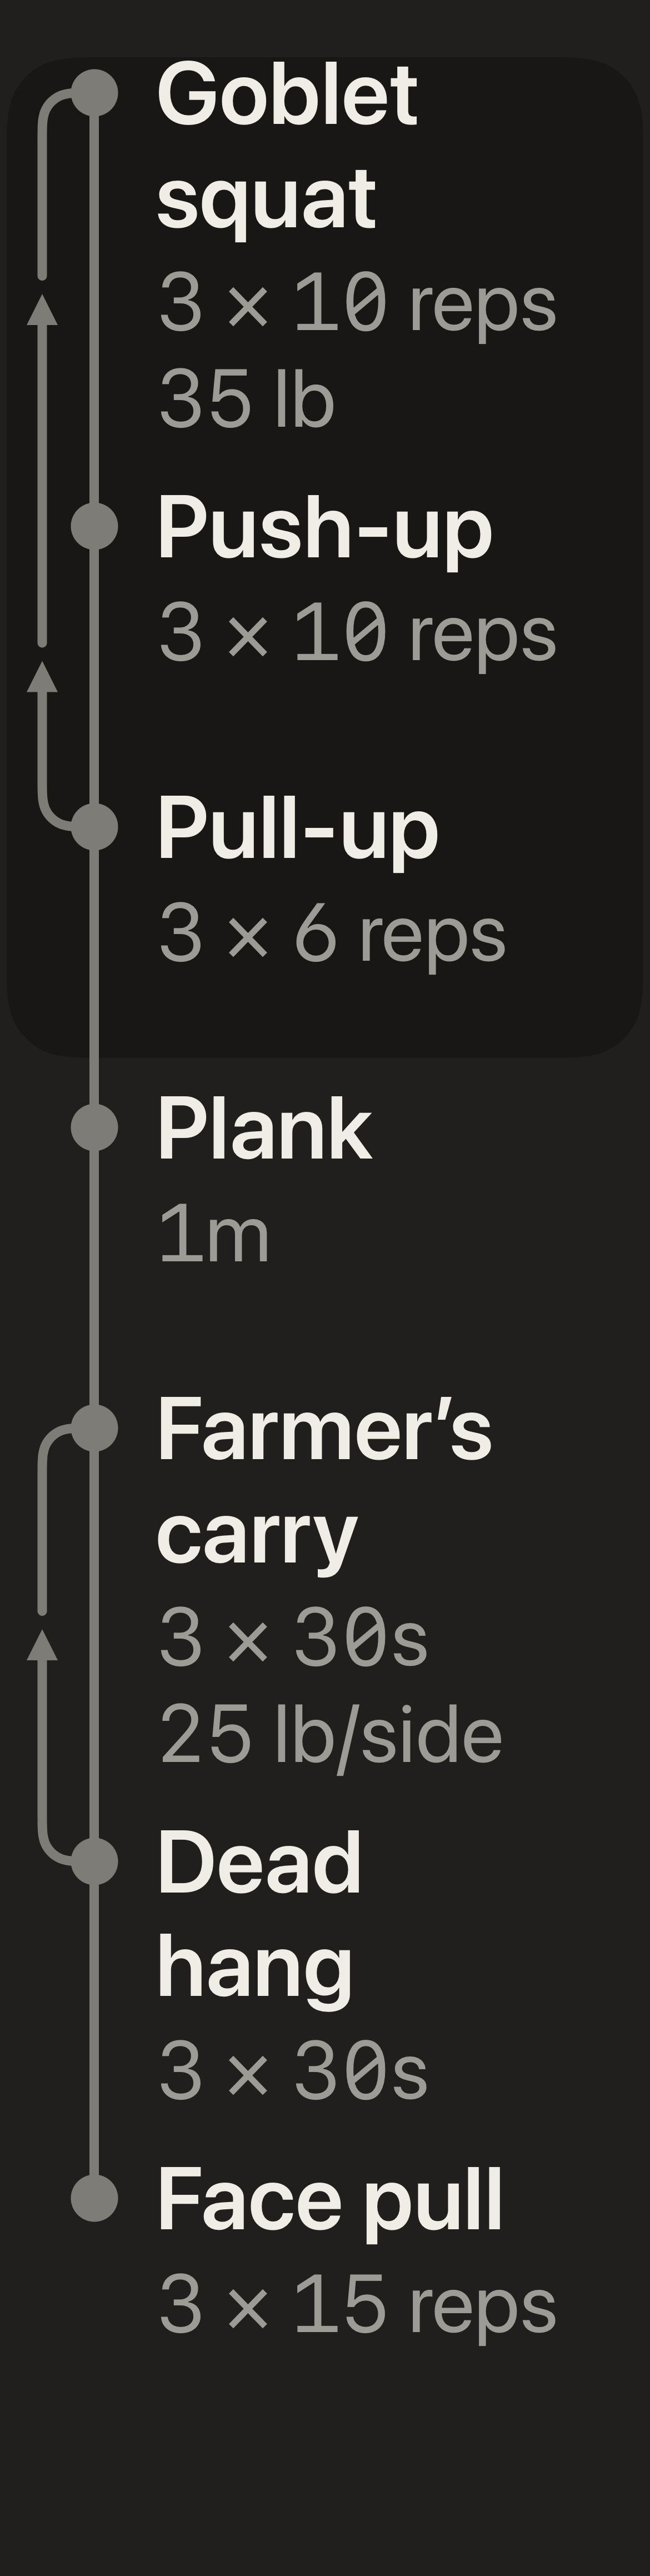 Goblet
squat
3 × 10 reps
35 lb
Push-up
3 × 10 reps
Pull-up
3 × 6 reps
Plank
1m
Farmer’s
carry
3 × 30s
25 lb/side
Dead
hang
3 × 30s
Face pull
3 × 15 reps